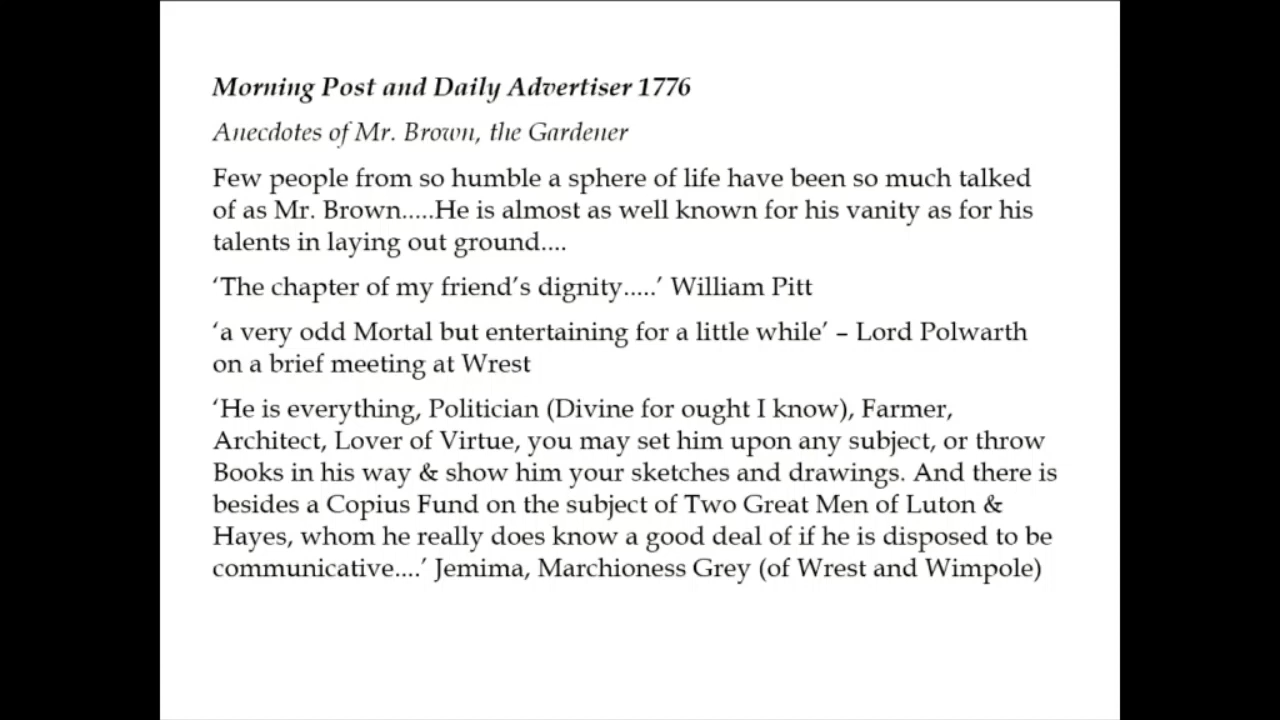 Morning Post and Daily Advertiser 1776
Anecdotes of Mr. Brown, the Gardener
Few people from so humble a sphere of life have been so much talked
of as Mr. Brown.....He is almost as well known for his vanity as for his
talents in laying out ground....
‘The chapter of my friend’s dignity.....’ William Pitt
‘a very odd Mortal but entertaining for a little while’ – Lord Polwarth
on a brief meeting at Wrest
‘He is everything, Politician (Divine for ought I know), Farmer,
Architect, Lover of Virtue, you may set him upon any subject, or throw
Books in his way & show him your sketches and drawings. And there is
besides a Copius Fund on the subject of Two Great Men of Luton &
Hayes, whom he really does know a good deal of if he is disposed to be
communicative....’ Jemima, Marchioness Grey (of Wrest and Wimpole)